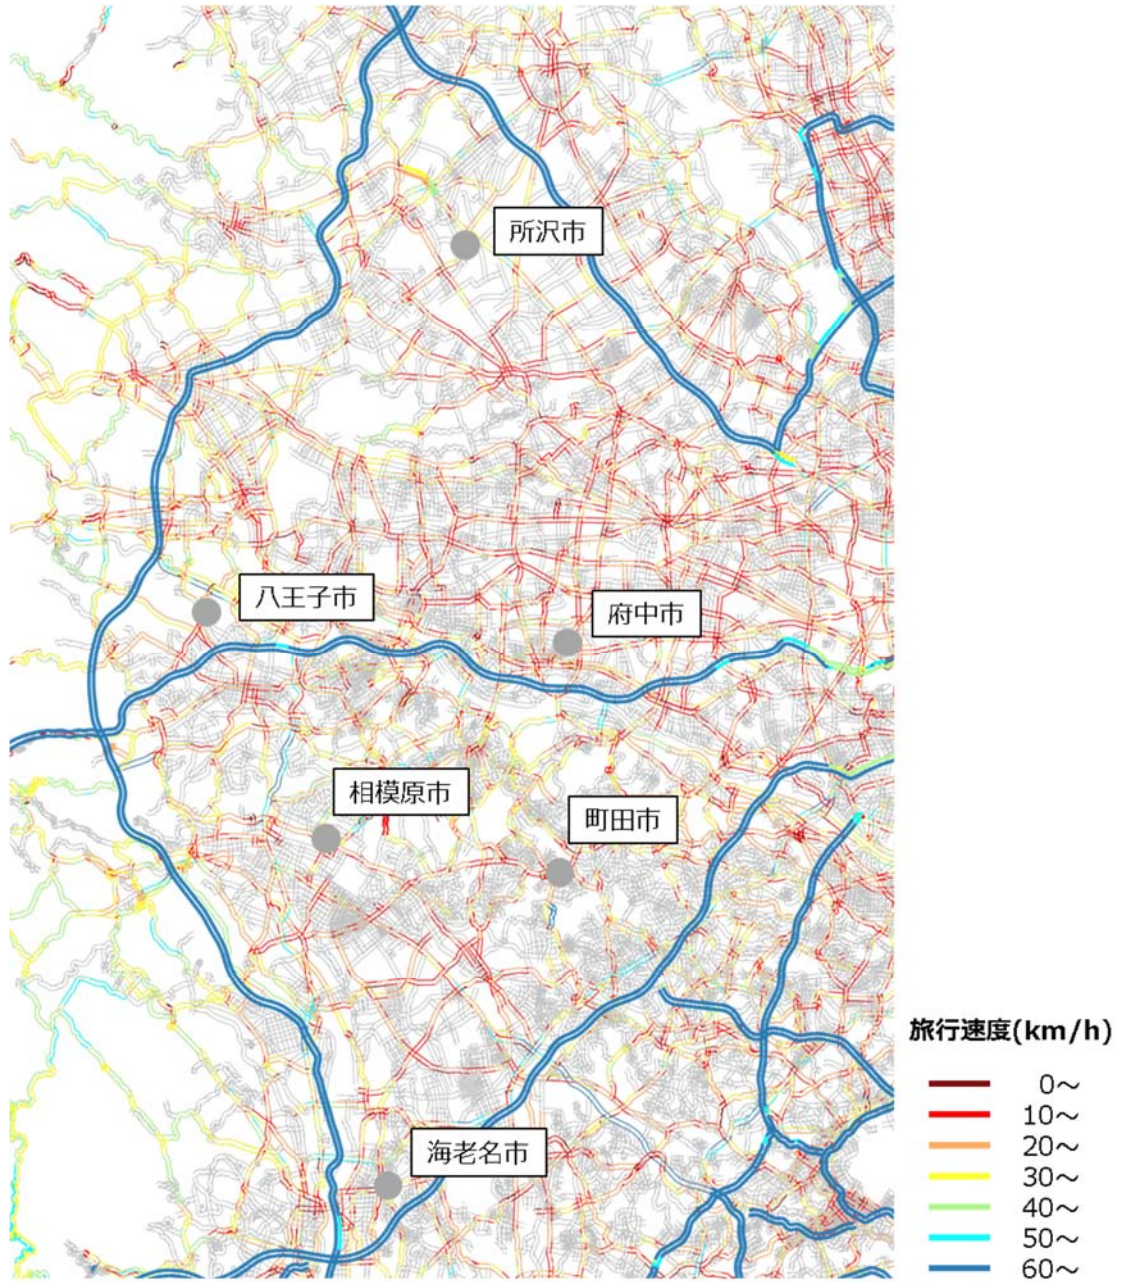 所沢市
八王子市
府中市
相模原市
町田市
海老名市
旅行速度(km/h)
0～
10～
20～
30～
40～
50～
60～